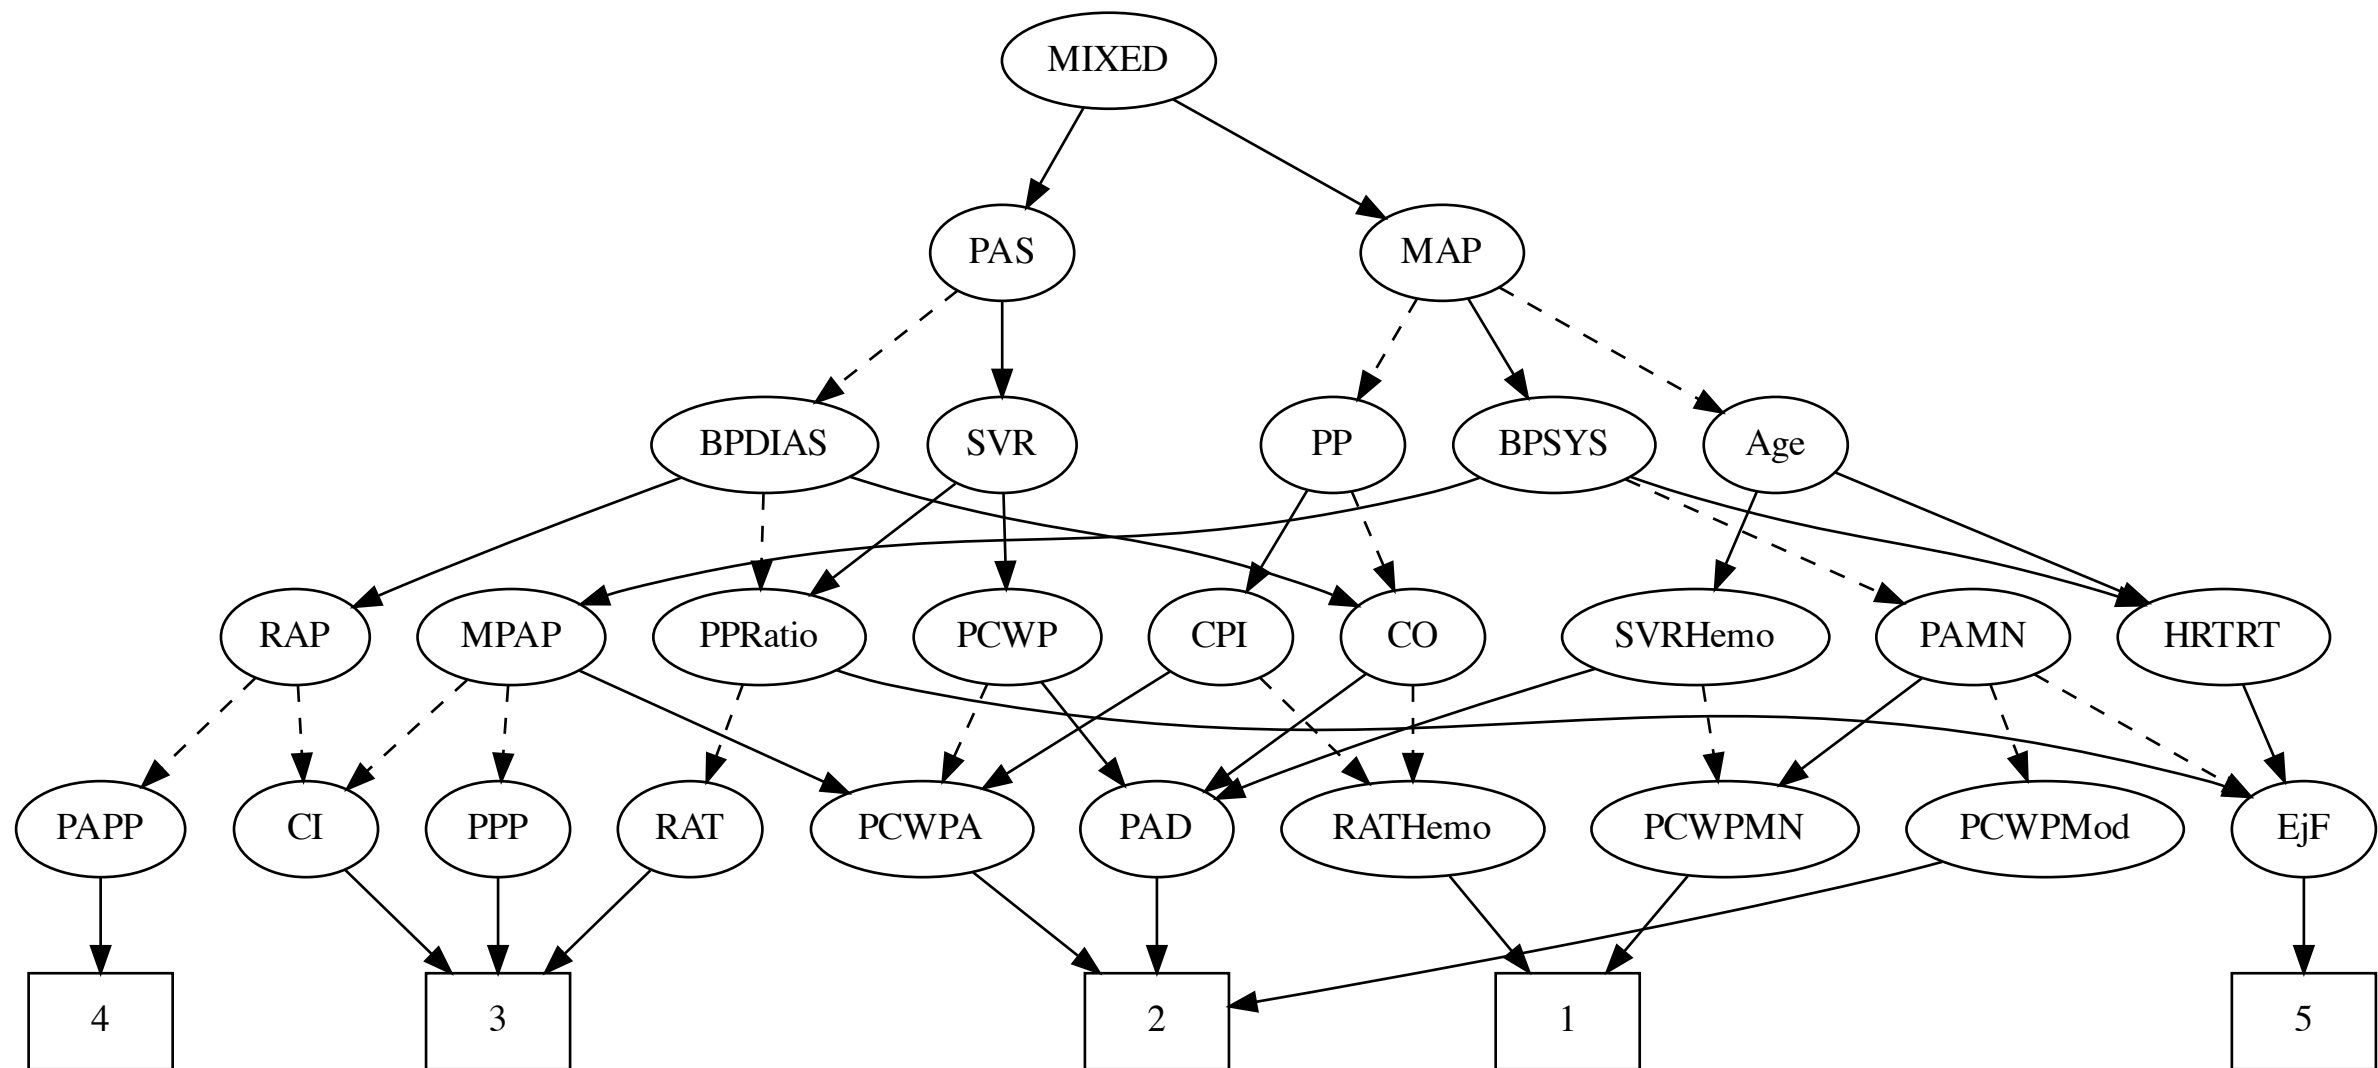 MIXED
PAS
MAP
BPDIAS
SVR
PP
BPSYS
Age
RAP
MPAP
PPRatio
PCWP
CPI
CO
SVRHemo
PAMN
HRTRT
PAPP
CI
PPP
RAT
PCWPA
PAD
RATHemo
PCWPMN
PCWPMod
EjF
4
3
2
1
5